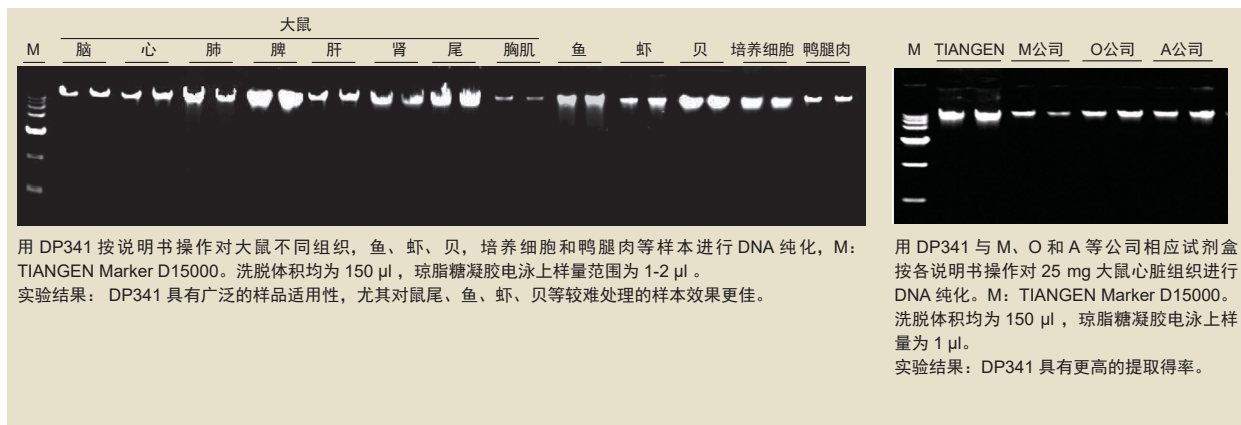 大鼠
M 脑 心 肺 脾 肝 肾 尾 胸肌 鱼 虾 贝 培养细胞 鸭腿肉
用 DP341 按说明书操作对大鼠不同组织，鱼、虾、贝，培养细胞和鸭腿肉等样本进行 DNA 纯化，M：
TIANGEN Marker D15000。洗脱体积均为 150 μl ，琼脂糖凝胶电泳上样量范围为 1-2 μl 。
实验结果： DP341 具有广泛的样品适用性，尤其对鼠尾、鱼、虾、贝等较难处理的样本效果更佳。
M TIANGEN M公司 O公司 A公司
用 DP341 与 M、O 和 A 等公司相应试剂盒
按各说明书操作对 25 mg 大鼠心脏组织进行
DNA 纯化。M：TIANGEN Marker D15000。
洗脱体积均为 150 μl ，琼脂糖凝胶电泳上样
量为 1 μl。
实验结果：DP341 具有更高的提取得率。